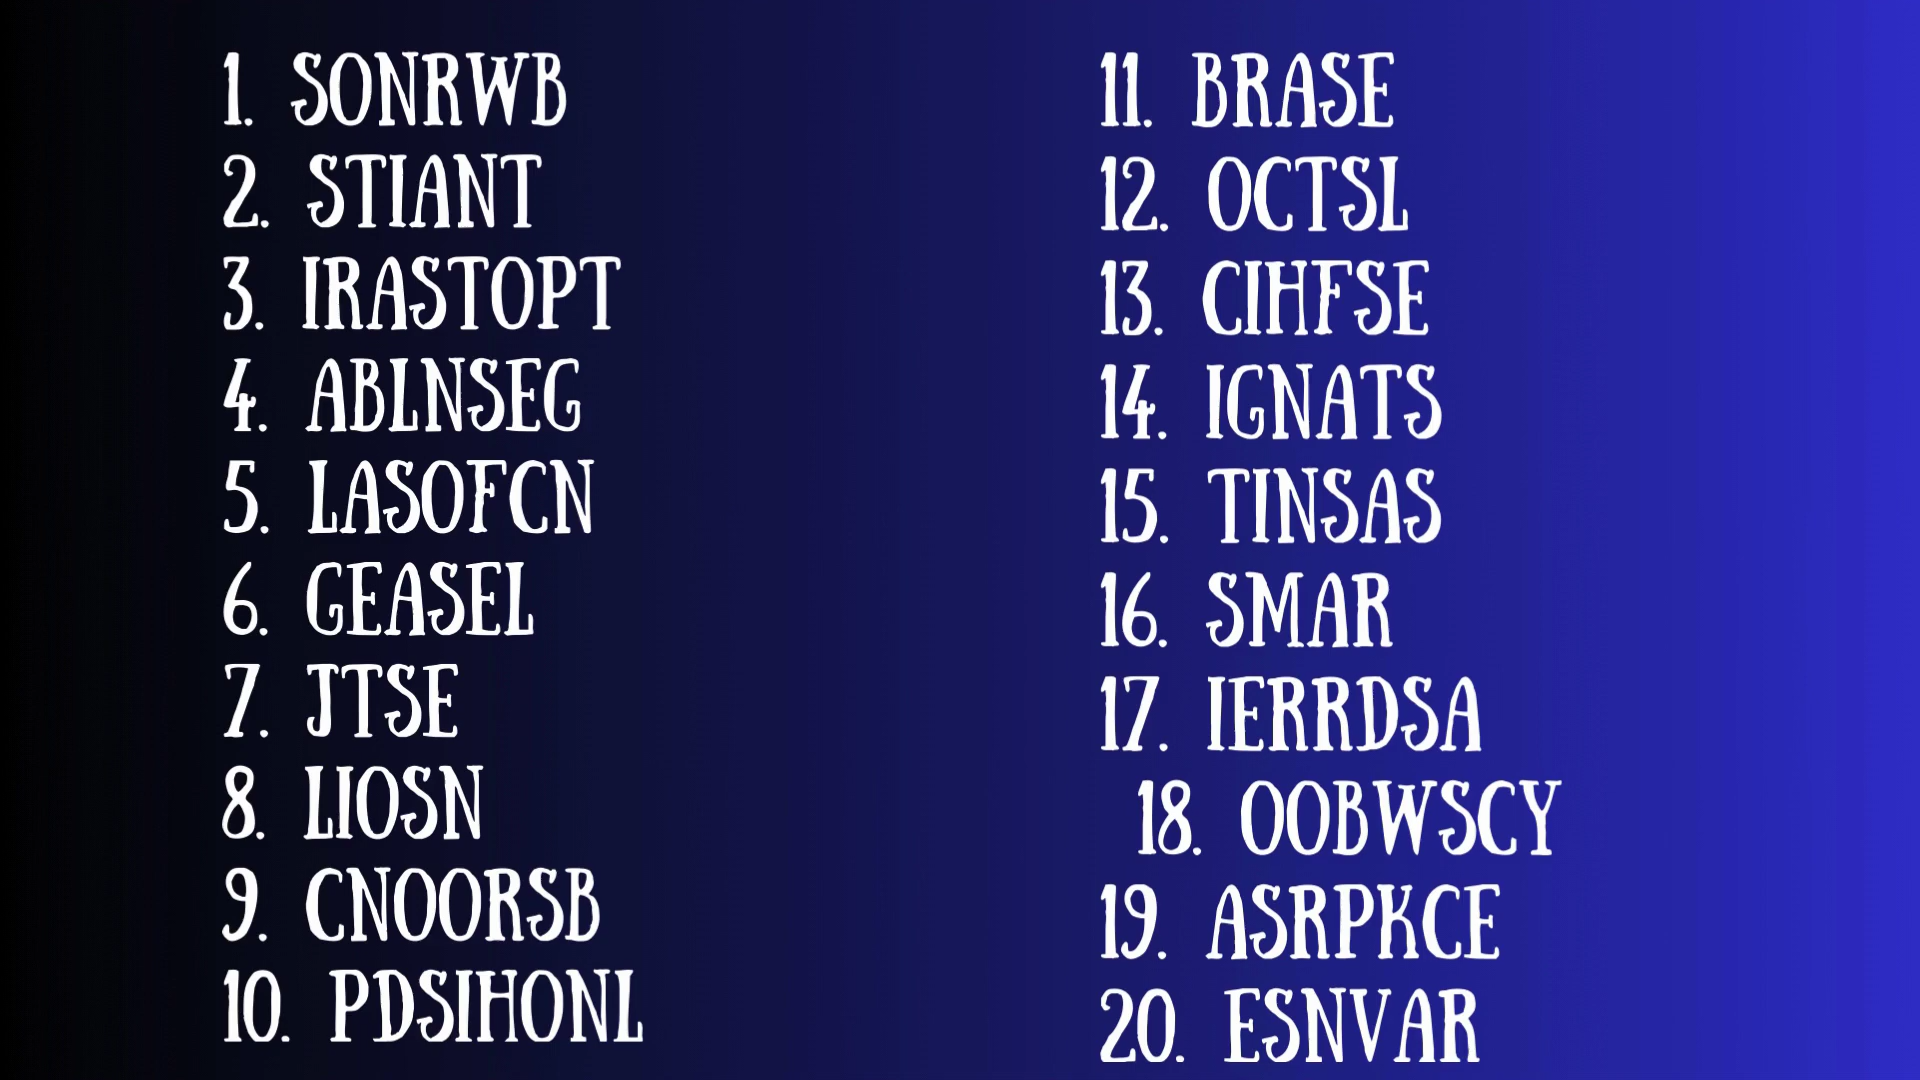 1. SONRWB
2. STIANT
3. IRASTOPT
4. ABLNSEG
5. LASOFCN
6. GEASEL
7. JTSE
8. LIOSN
9. CNOORSB
10. PDSIHONL
11. BRASE
12. OCTSL
13. CIHFSE
14. IGNATS
15. TINSAS
16. SMAR
17. IERRDSA
18. OOBWSCY
19. ASRPKCE
20. ESNVAR